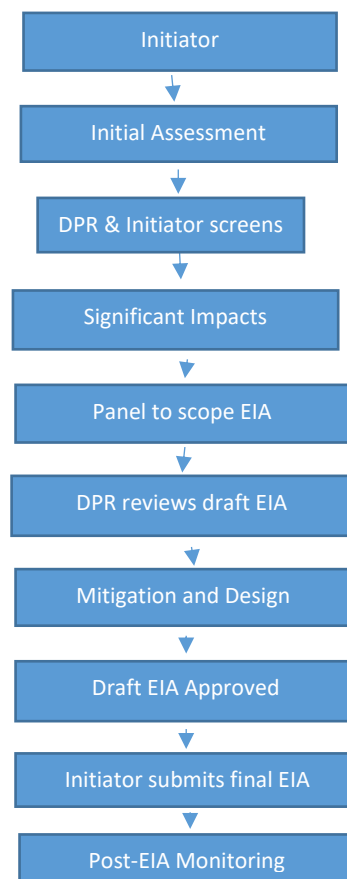 Initiator
Initial Assessment
DPR & Initiator screens
Significant Impacts
Panel to scope EIA
DPR reviews draft EIA
Mitigation and Design
Draft EIA Approved
Initiator submits final EIA
Post-EIA Monitoring